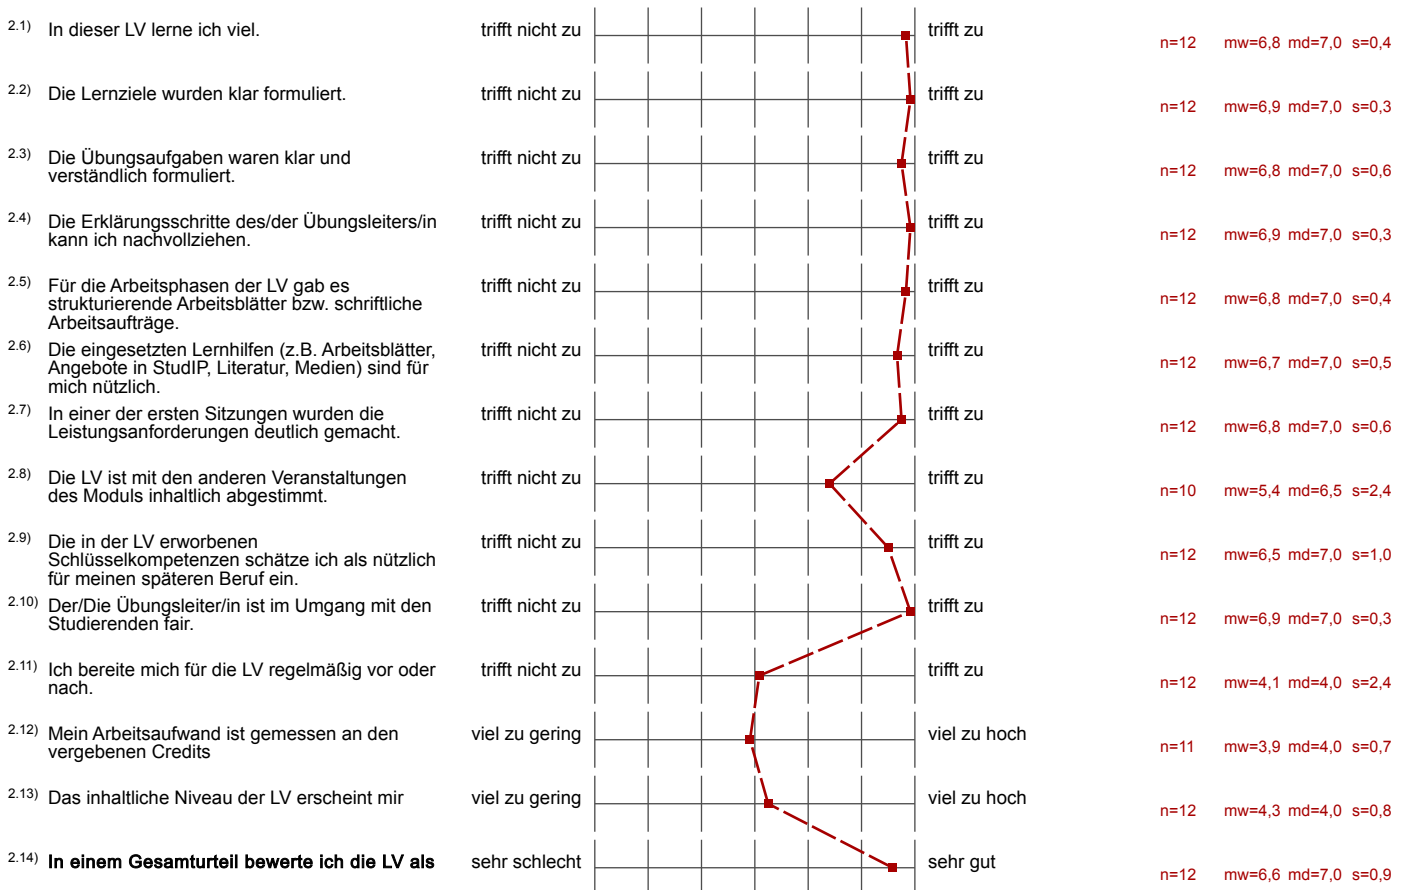 2.1) In dieser LV lerne ich viel. trifft nicht zu trifft zu n=12 mw=6,8 md=7,0 s=0,4
2.2) Die Lernziele wurden klar formuliert. trifft nicht zu trifft zu n=12 mw=6,9 md=7,0 s=0,3
2.3) Die Übungsaufgaben waren klar und trifft nicht zu trifft zu
verständlich formuliert. n=12 mw=6,8 md=7,0 s=0,6
2.4) Die Erklärungsschritte des/der Übungsleiters/in trifft nicht zu trifft zu
kann ich nachvollziehen. n=12 mw=6,9 md=7,0 s=0,3
2.5) Für die Arbeitsphasen der LV gab es trifft nicht zu trifft zu
strukturierende Arbeitsblätter bzw. schriftliche n=12 mw=6,8 md=7,0 s=0,4
Arbeitsaufträge.
2.6) Die eingesetzten Lernhilfen (z.B. Arbeitsblätter, trifft nicht zu trifft zu
Angebote in StudIP, Literatur, Medien) sind für n=12 mw=6,7 md=7,0 s=0,5
mich nützlich.
2.7) In einer der ersten Sitzungen wurden die trifft nicht zu trifft zu
Leistungsanforderungen deutlich gemacht. n=12 mw=6,8 md=7,0 s=0,6
2.8) Die LV ist mit den anderen Veranstaltungen trifft nicht zu trifft zu
des Moduls inhaltlich abgestimmt. n=10 mw=5,4 md=6,5 s=2,4
2.9) Die in der LV erworbenen trifft nicht zu trifft zu
Schlüsselkompetenzen schätze ich als nützlich n=12 mw=6,5 md=7,0 s=1,0
für meinen späteren Beruf ein.
2.10) Der/Die Übungsleiter/in ist im Umgang mit den trifft nicht zu trifft zu
Studierenden fair. n=12 mw=6,9 md=7,0 s=0,3
2.11) Ich bereite mich für die LV regelmäßig vor oder trifft nicht zu trifft zu
nach. n=12 mw=4,1 md=4,0 s=2,4
2.12) Mein Arbeitsaufwand ist gemessen an den viel zu gering viel zu hoch
vergebenen Credits n=11 mw=3,9 md=4,0 s=0,7
2.13) Das inhaltliche Niveau der LV erscheint mir viel zu gering viel zu hoch n=12 mw=4,3 md=4,0 s=0,8
2.14) In einem Gesamturteil bewerte ich die LV als sehr schlecht sehr gut n=12 mw=6,6 md=7,0 s=0,9